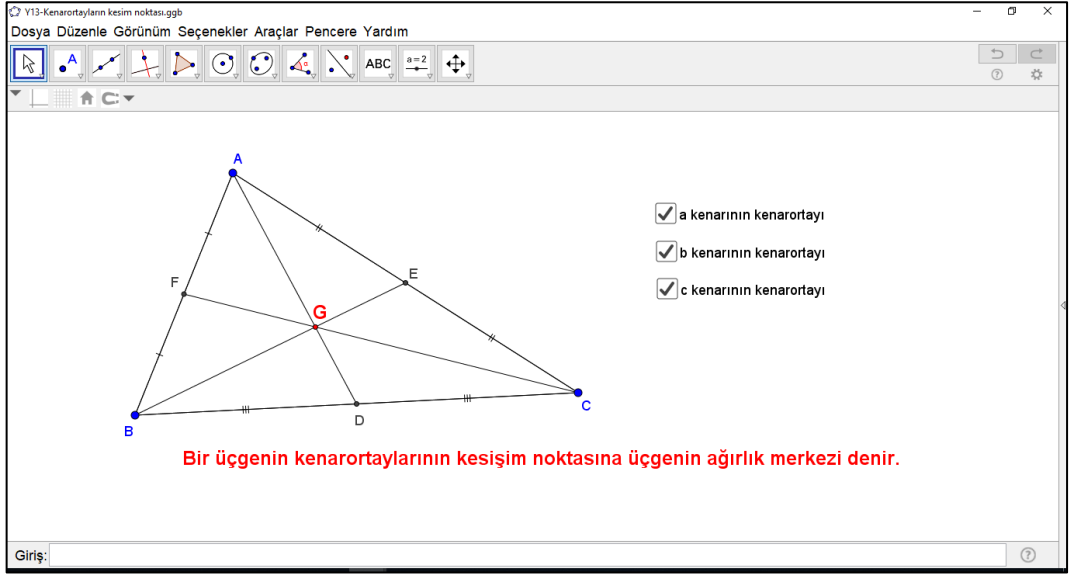 Y13-Kenarortayların kesim noktası.ggb
Dosya Düzenle Görünüm Seçenekler Araçlar Pencere Yardım
A ABC a=2
A
a kenarının kenarortayı
b kenarının kenarortayı
E
F
c kenarının kenarortayı
G
C
D
B
Bir üçgenin kenarortaylarının kesişim noktasına üçgenin ağırlık merkezi denir.
Giriş: